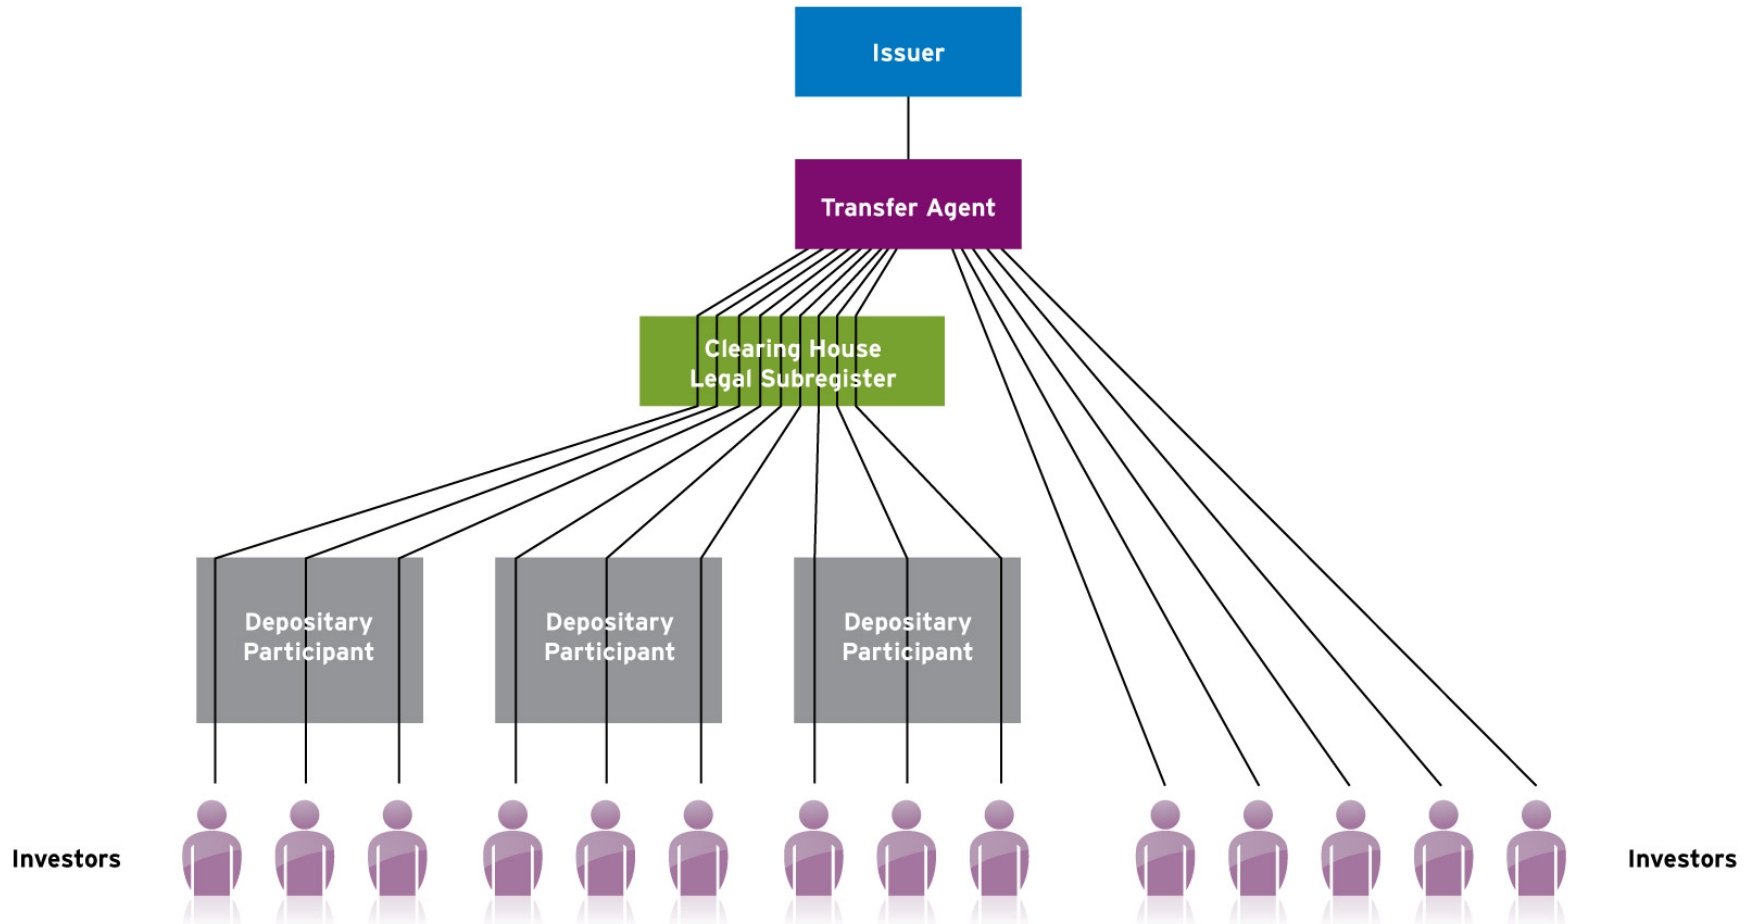 Issuer
Transfer Agent
Clearing House
Legal Subregister
Depositary
Participant
Depositary
Participant
Depositary
Participant
Investors
Investors